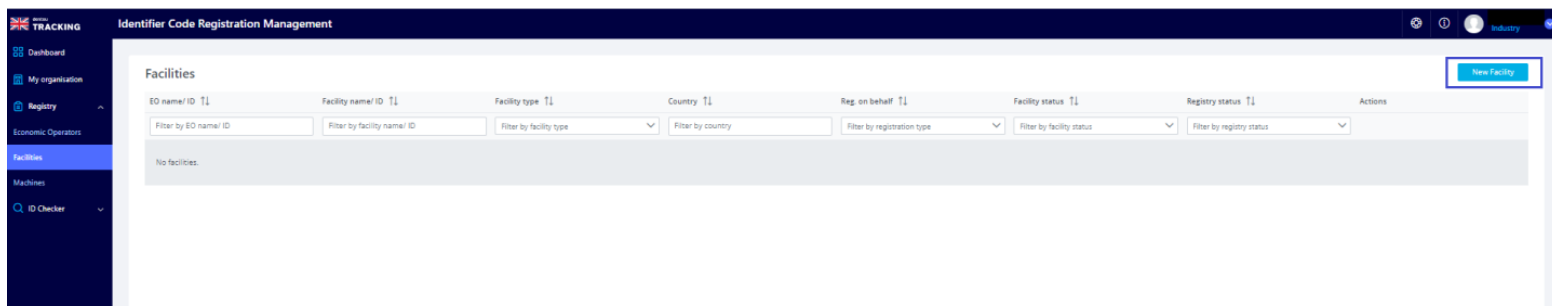 TRACKING
Identifier Code Registration Management
Industry
Dashboard
My organisation
Registry
Economic Operators
Facilities
Machines
ID Checker
Facilities
New Facility
EO name/ ID Facility name/ ID Facility type Country Reg. on behalf Facility status Registry status Actions
Filter by EO name/ ID Filter by facility name/ ID Filter by facility type Filter by country Filter by registration type Filter by facility status Filter by registry status
No facilities.